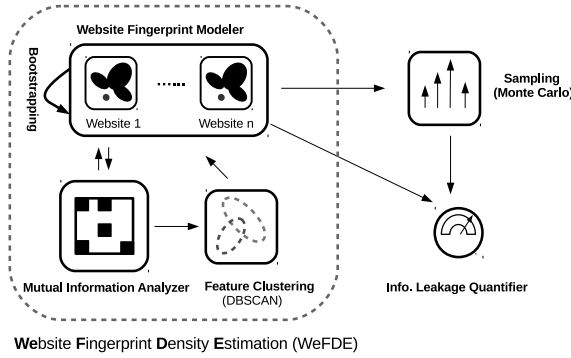 Website Fingerprint Modeler
Bootstrapping
Website 1
Website n
Sampling
(Monte Carlo)
Mutual Information Analyzer
Feature Clustering
(DBSCAN)
Info. Leakage Quantifier
Website Fingerprint Density Estimation (WeFDE)